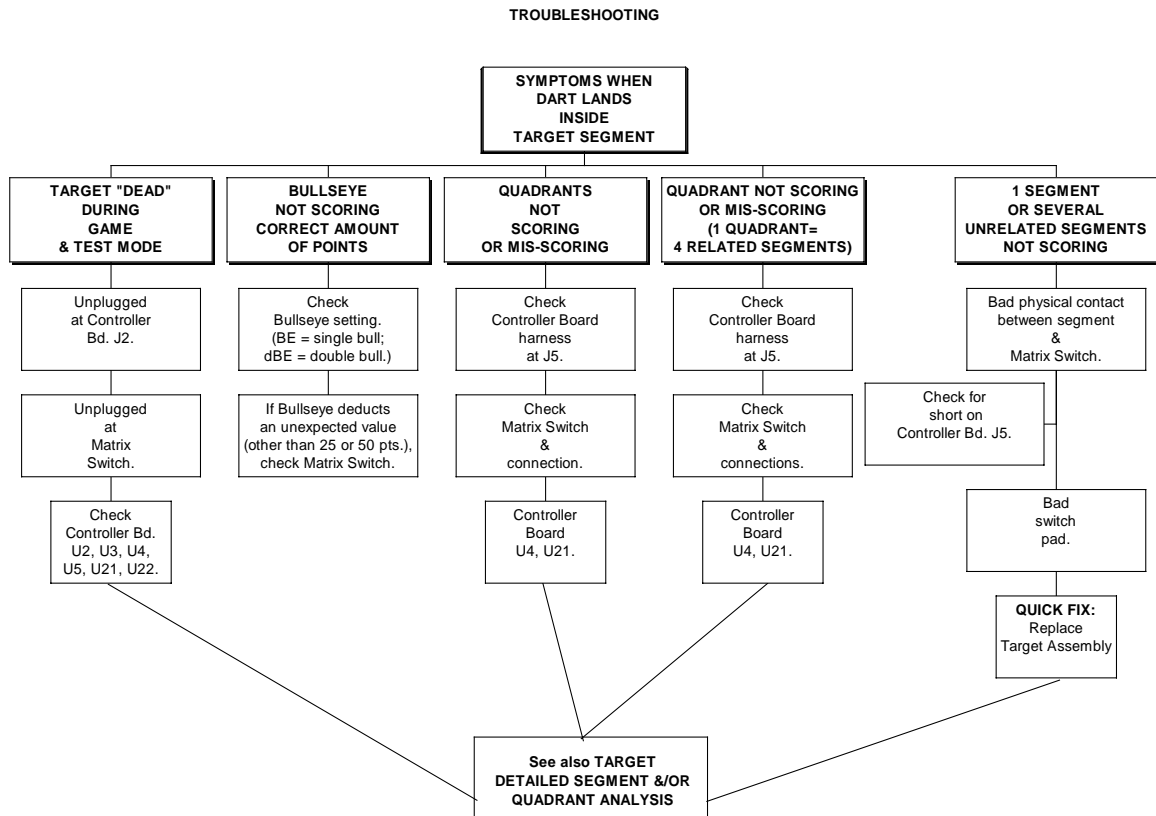 TROUBLESHOOTING
SYMPTOMS WHEN
DART LANDS
INSIDE
TARGET SEGMENT
TARGET "DEAD"
DURING
GAME
& TEST MODE
Unplugged
at Controller
Bd. J2.
Unplugged
at
Matrix
Switch.
Check
Controller Bd.
U2, U3, U4,
U5, U21, U22.
BULLSEYE
NOT SCORING
CORRECT AMOUNT
OF POINTS
Check
Bullseye setting.
(BE = single bull;
dBE = double bull.)
If Bullseye deducts
an unexpected value
(other than 25 or 50 pts.),
check Matrix Switch.
QUADRANTS
NOT
SCORING
OR MIS-SCORING
Check
Controller Board
harness
at J5.
Check
Matrix Switch
&
connection.
Controller
Board
U4, U21.
QUADRANT NOT SCORING
OR MIS-SCORING
(1 QUADRANT=
4 RELATED SEGMENTS)
Check
Controller Board
harness
at J5.
Check
Matrix Switch
&
connections.
Controller
Board
U4, U21.
1 SEGMENT
OR SEVERAL
UNRELATED SEGMENTS
NOT SCORING
Bad physical contact
between segment
&
Matrix Switch.
Check for
short on
Controller Bd. J5.
Bad
switch
pad.
QUICK FIX:
Replace
Target Assembly
See also TARGET
DETAILED SEGMENT &/OR
QUADRANT ANALYSIS